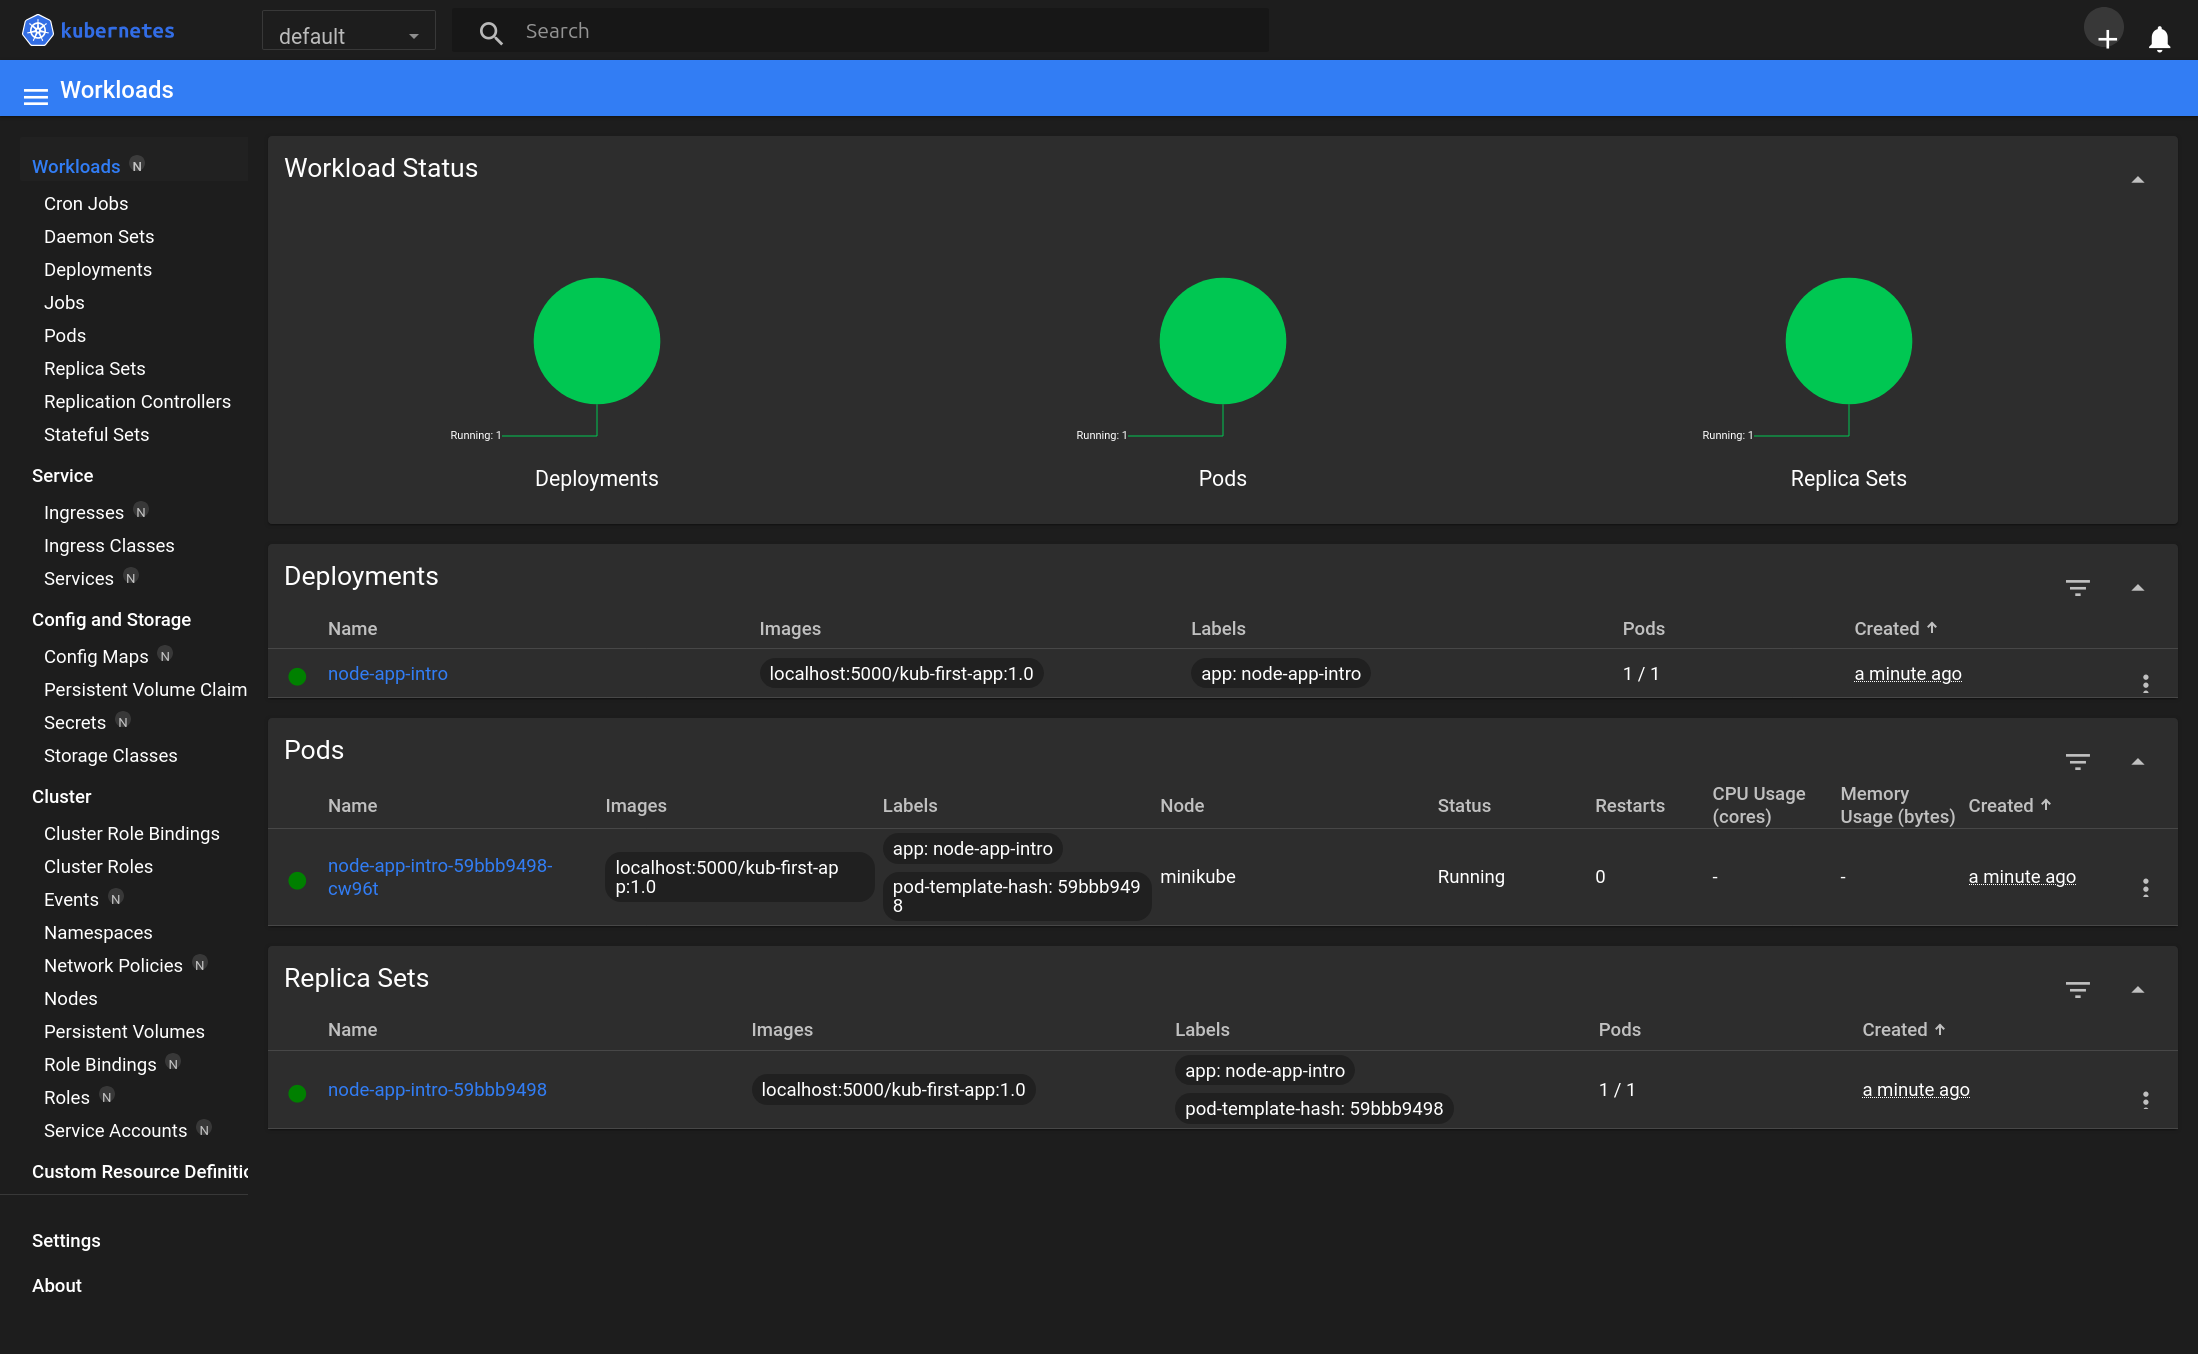 kubernetes
default
Search
Workloads
Workloads N
Cron Jobs
Daemon Sets
Deployments
Jobs
Pods
Replica Sets
Replication Controllers
Stateful Sets
Service
Ingresses N
Ingress Classes
Services N
Config and Storage
Config Maps N
Persistent Volume Claim
Secrets N
Storage Classes
Cluster
Cluster Role Bindings
Cluster Roles
Events N
Namespaces
Network Policies N
Nodes
Persistent Volumes
Role Bindings N
Roles N
Service Accounts N
Custom Resource Definitic
Settings
About
Workload Status
Running: 1
Deployments
Running: 1
Pods
Running: 1
Replica Sets
Deployments
Name Images Labels Pods Created
node-app-intro localhost:5000/kub-first-app:1.0 app: node-app-intro 1 / 1 a minute ago
Pods
Name Images Labels Node Status Restarts CPU Usage (cores) Memory Usage (bytes) Created
node-app-intro-59bbb9498-
cw96t
localhost:5000/kub-first-ap
p:1.0
app: node-app-intro
pod-template-hash: 59bbb949
8
minikube Running 0 - - a minute ago
Replica Sets
Name Images Labels Pods Created
node-app-intro-59bbb9498 localhost:5000/kub-first-app:1.0
app: node-app-intro
pod-template-hash: 59bbb9498
1 / 1 a minute ago